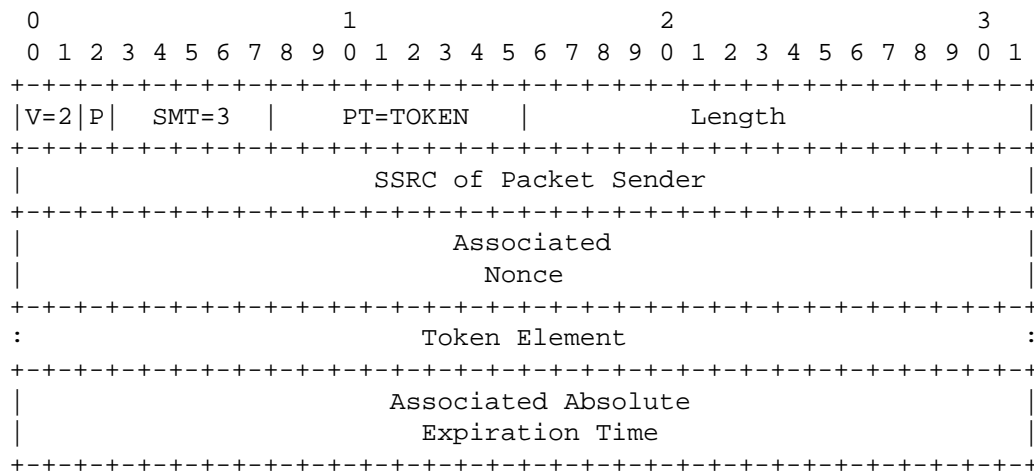 0                   1                   2                   3
 0 1 2 3 4 5 6 7 8 9 0 1 2 3 4 5 6 7 8 9 0 1 2 3 4 5 6 7 8 9 0 1
+-+-+-+-+-+-+-+-+-+-+-+-+-+-+-+-+-+-+-+-+-+-+-+-+-+-+-+-+-+-+-+-+
|V=2|P|  SMT=3  |    PT=TOKEN   |          Length               |
+-+-+-+-+-+-+-+-+-+-+-+-+-+-+-+-+-+-+-+-+-+-+-+-+-+-+-+-+-+-+-+-+
|                      SSRC of Packet Sender                    |
+-+-+-+-+-+-+-+-+-+-+-+-+-+-+-+-+-+-+-+-+-+-+-+-+-+-+-+-+-+-+-+-+
|                           Associated                          |
|                             Nonce                             |
+-+-+-+-+-+-+-+-+-+-+-+-+-+-+-+-+-+-+-+-+-+-+-+-+-+-+-+-+-+-+-+-+
:                         Token Element                         :
+-+-+-+-+-+-+-+-+-+-+-+-+-+-+-+-+-+-+-+-+-+-+-+-+-+-+-+-+-+-+-+-+
|                       Associated Absolute                     |
|                         Expiration Time                       |
+-+-+-+-+-+-+-+-+-+-+-+-+-+-+-+-+-+-+-+-+-+-+-+-+-+-+-+-+-+-+-+-+